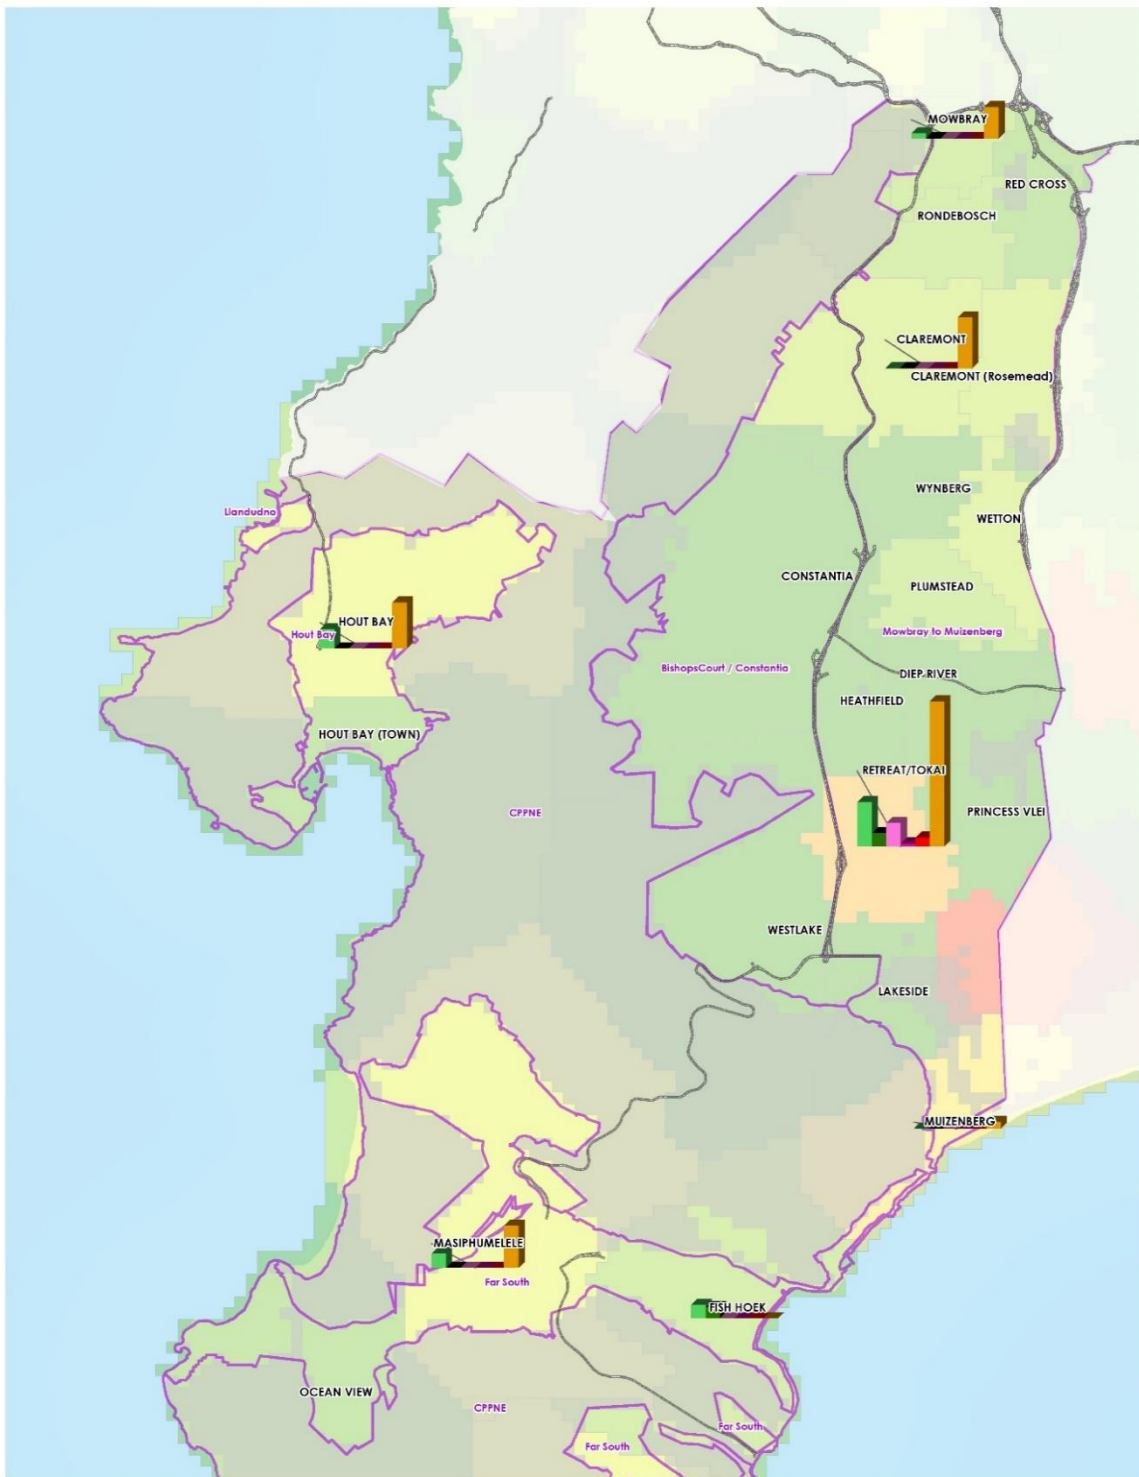 MOWBRAY
RED CROSS
RONDEBOSCH
CLAREMONT
CLAREMONT (Rosemead)
WYNBERG
Llandudno
WETTON
CONSTANTIA
PLUMSTEAD
HOUT BAY
Hout Bay
Mowbray to Muizenberg
BishopsCourt / Constantia
DIEP RIVER
HEATHFIELD
HOUT BAY (TOWN)
RETREAT/TOKAI
CPPNE
PRINCESS VLEI
WESTLAKE
LAKESIDE
MUIZENBERG
MASIPHUMELELE
Far South
FISH HOEK
OCEAN VIEW
CPPNE
Far South
Far South